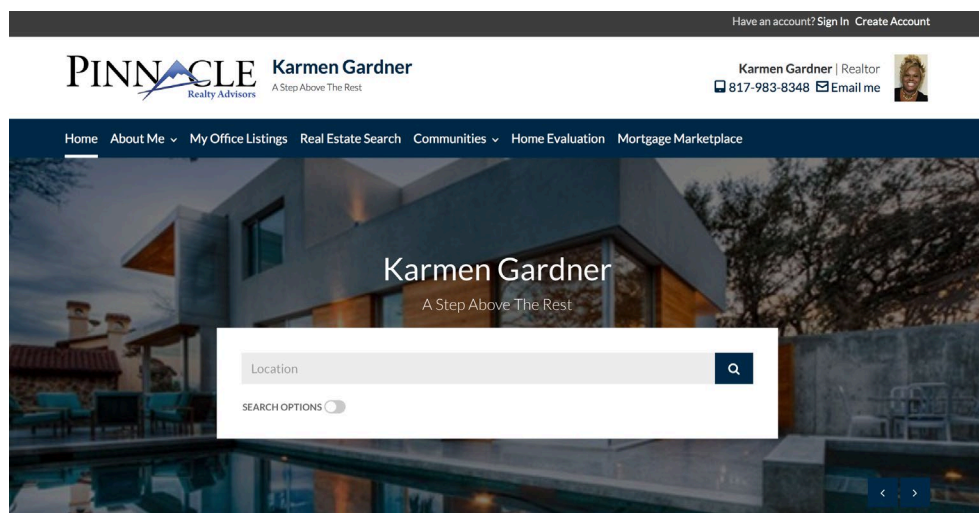 Have an account? Sign In Create Account
PINNACLE
Realty Advisors
Karmen Gardner
A Step Above The Rest
Karmen Gardner | Realtor
817-983-8348 Email me
Home About Me My Office Listings Real Estate Search Communities Home Evaluation Mortgage Marketplace
Karmen Gardner
A Step Above The Rest
Location
SEARCH OPTIONS